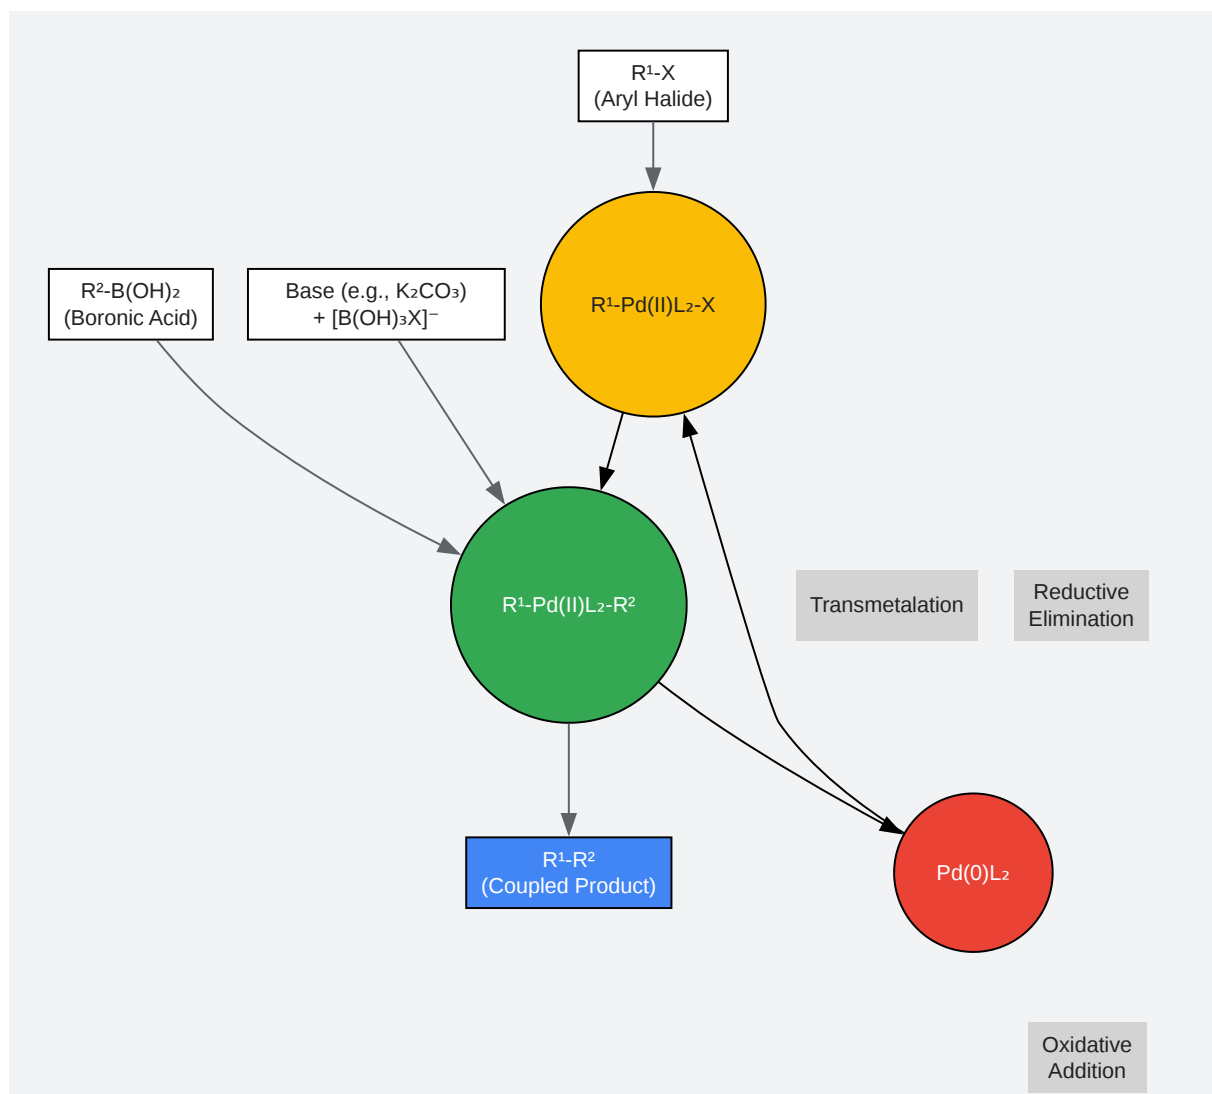 R¹-X
(Aryl Halide)
R²-B(OH)₂
(Boronic Acid)
Base (e.g., K₂CO₃)
+ [B(OH)₃X]⁻
R¹-Pd(II)L₂-X
R¹-Pd(II)L₂-R²
Transmetalation
Reductive
Elimination
R¹-R²
(Coupled Product)
Pd(0)L₂
Oxidative
Addition